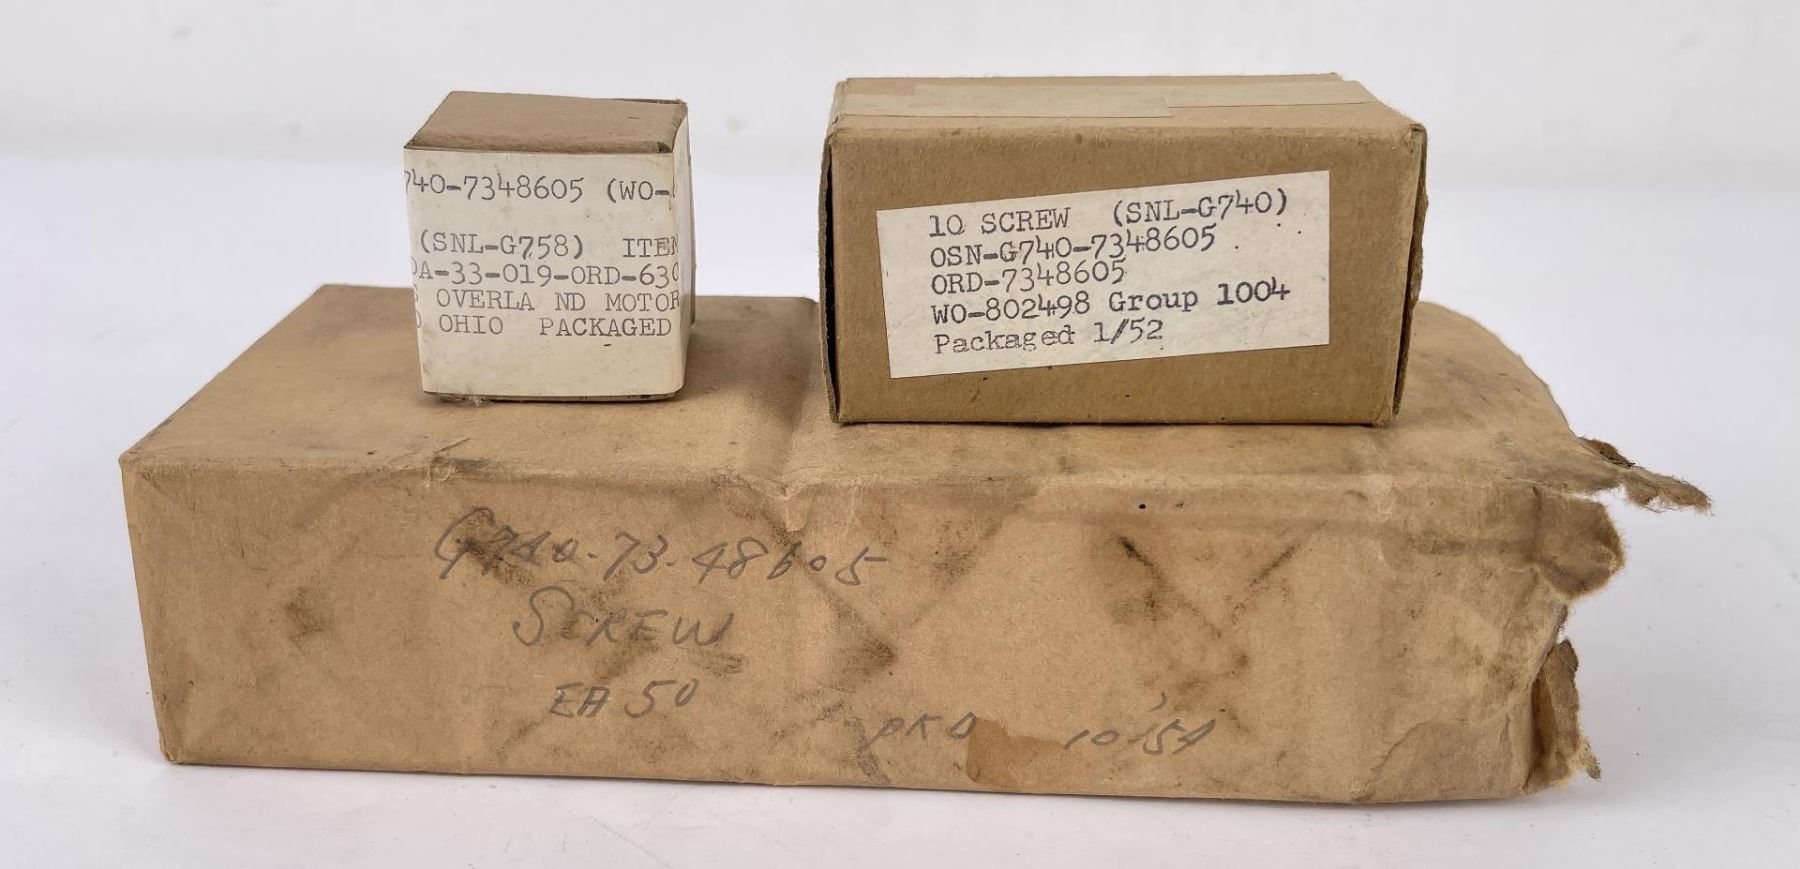 740-7348605 (WO-
(SNL-G758) ITEM
DA-33-019-ORD-630
OVERLA ND MOTOR
OHIO PACKAGED
10 SCREW (SNL-G740)
OSN-G740-7348605
ORD-7348605
WO-802498 Group 1004
Packaged 1/52
G740-73-48605
SCREW
EA 50
PKD 10/54